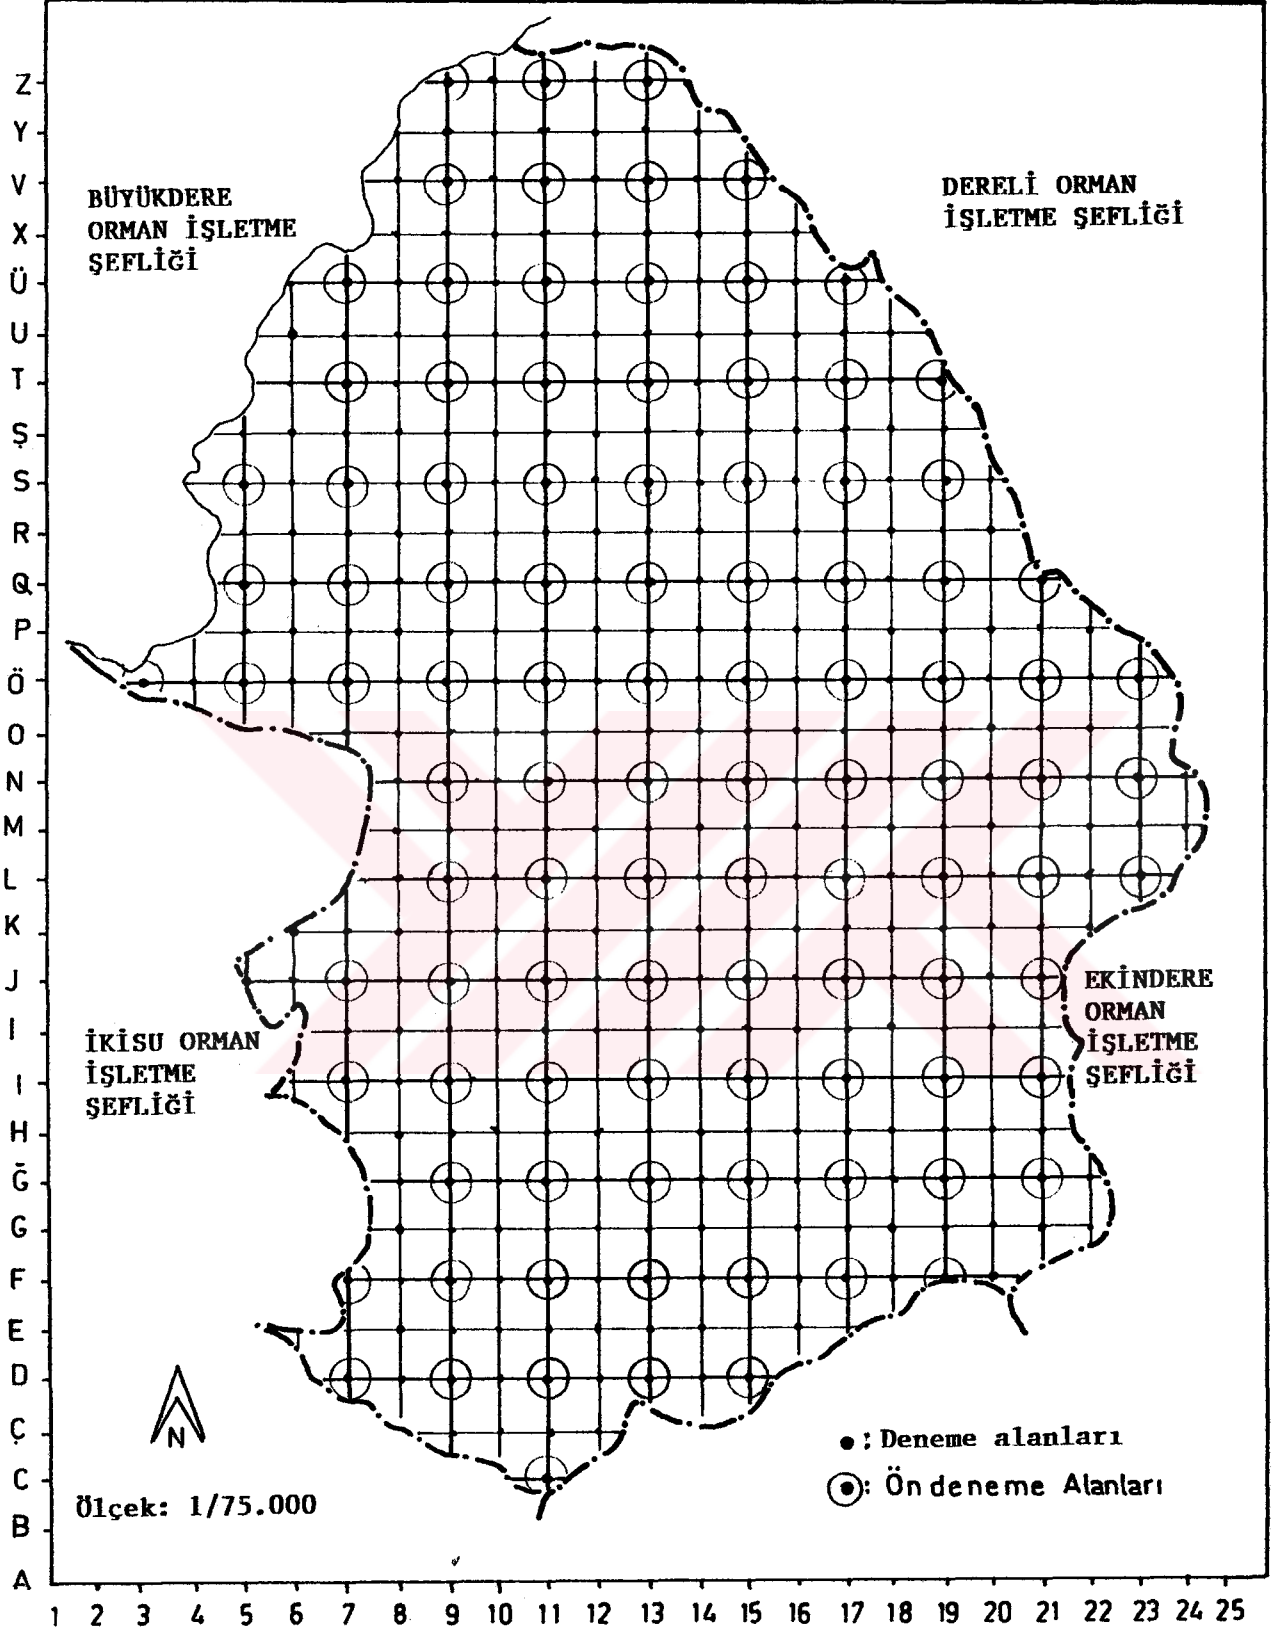 Z
Y
V
X
Ü
U
T
Ş
S
R
Q
P
Ö
O
N
M
L
K
J
İ
I
H
Ğ
G
F
E
D
Ç
C
B
A
BÜYÜKDERE
ORMAN İŞLETME
ŞEFLİĞİ
DERELİ ORMAN
İŞLETME ŞEFLİĞİ
İKİSU ORMAN
İŞLETME
ŞEFLİĞİ
EKİNDERE
ORMAN
İŞLETME
ŞEFLİĞİ
N
Ölçek: 1/75.000
: Deneme alanları
: Ön deneme Alanları
1 2 3 4 5 6 7 8 9 10 11 12 13 14 15 16 17 18 19 20 21 22 23 24 25